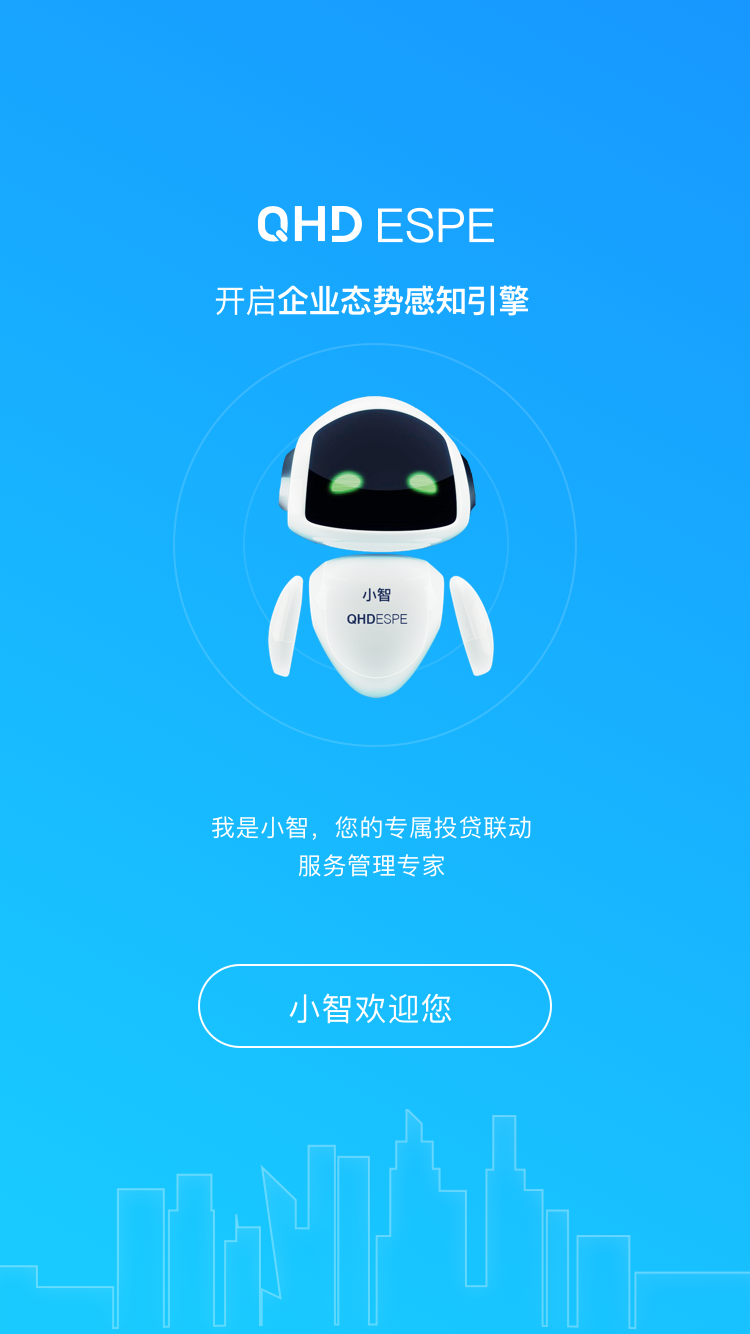 QHD ESPE
开启企业态势感知引擎
小智
QHDESPE
我是小智，您的专属投贷联动
服务管理专家
小智欢迎您